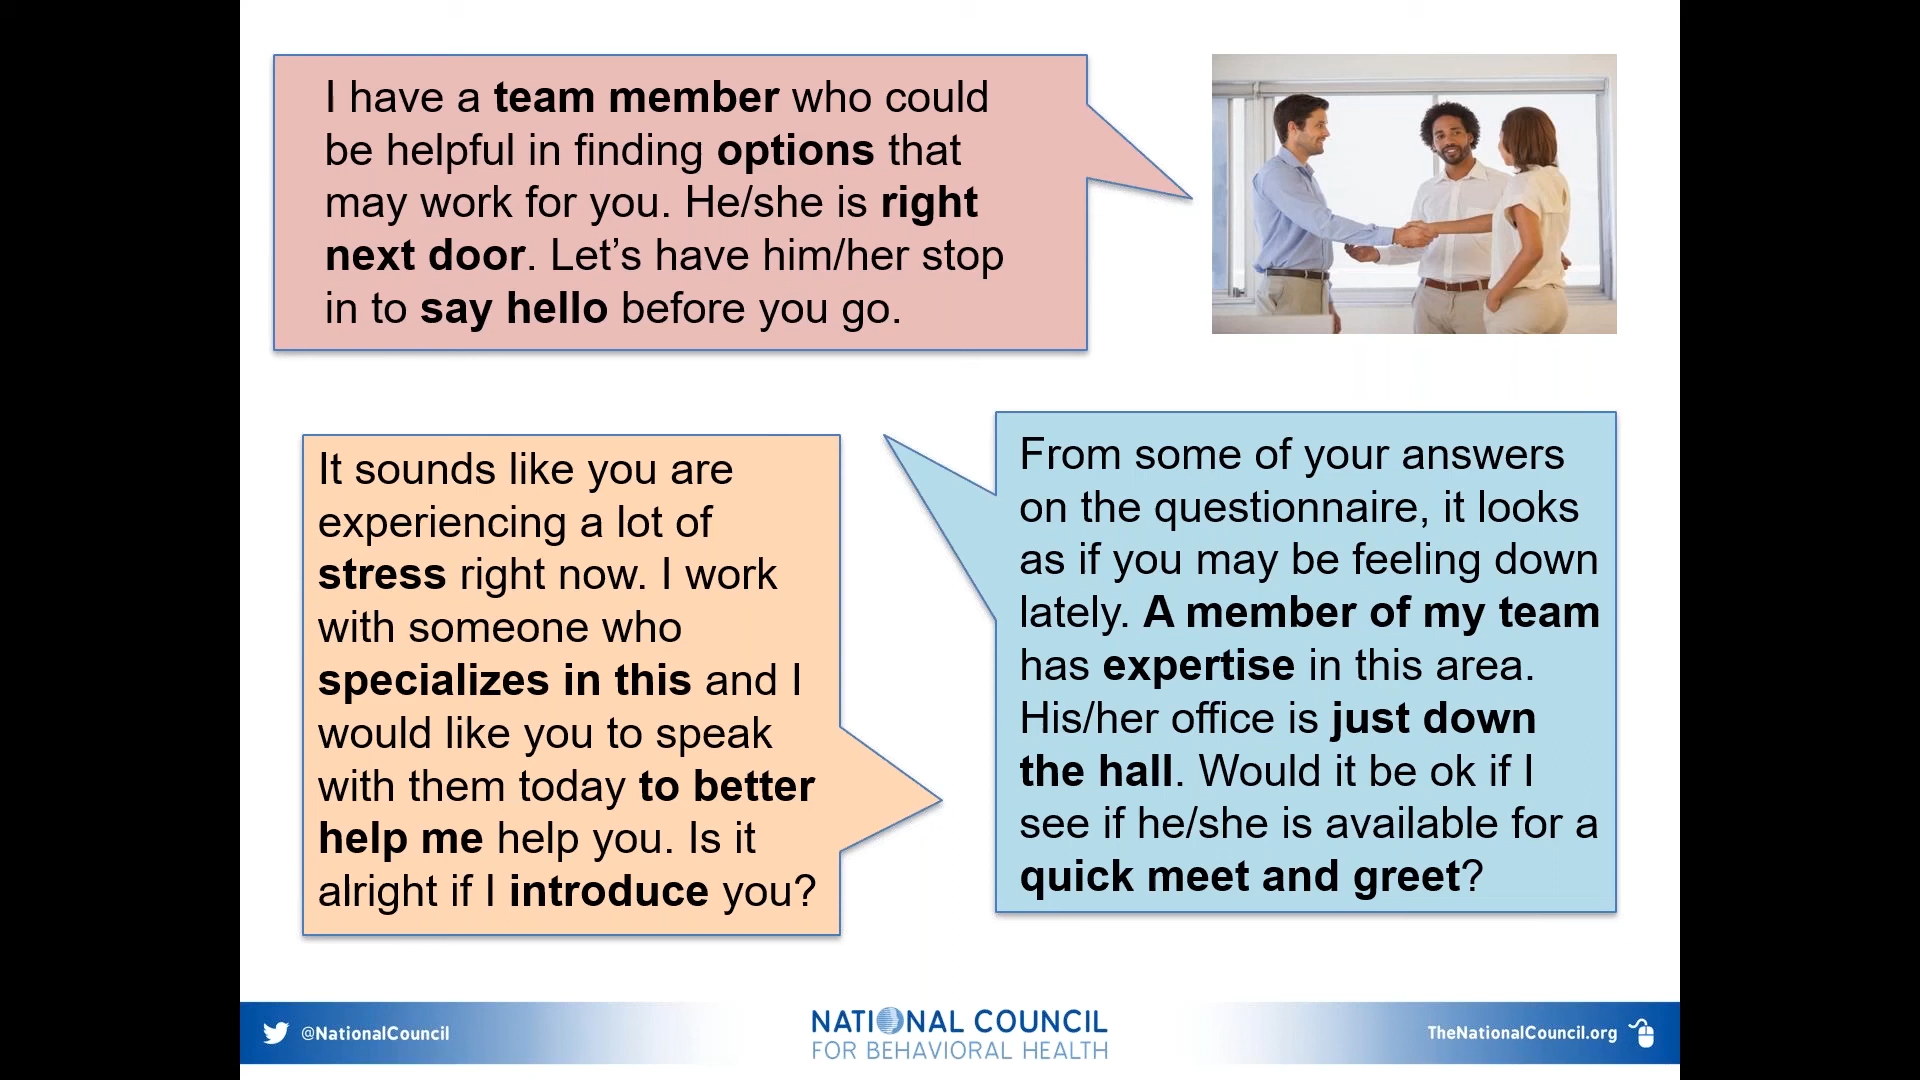 I have a team member who could
be helpful in finding options that
may work for you. He/she is right
next door. Let’s have him/her stop
in to say hello before you go.
It sounds like you are
experiencing a lot of
stress right now. I work
with someone who
specializes in this and I
would like you to speak
with them today to better
help me help you. Is it
alright if I introduce you?
From some of your answers
on the questionnaire, it looks
as if you may be feeling down
lately. A member of my team
has expertise in this area.
His/her office is just down
the hall. Would it be ok if I
see if he/she is available for a
quick meet and greet?
@NationalCouncil
NATIONAL COUNCIL
FOR BEHAVIORAL HEALTH
TheNationalCouncil.org